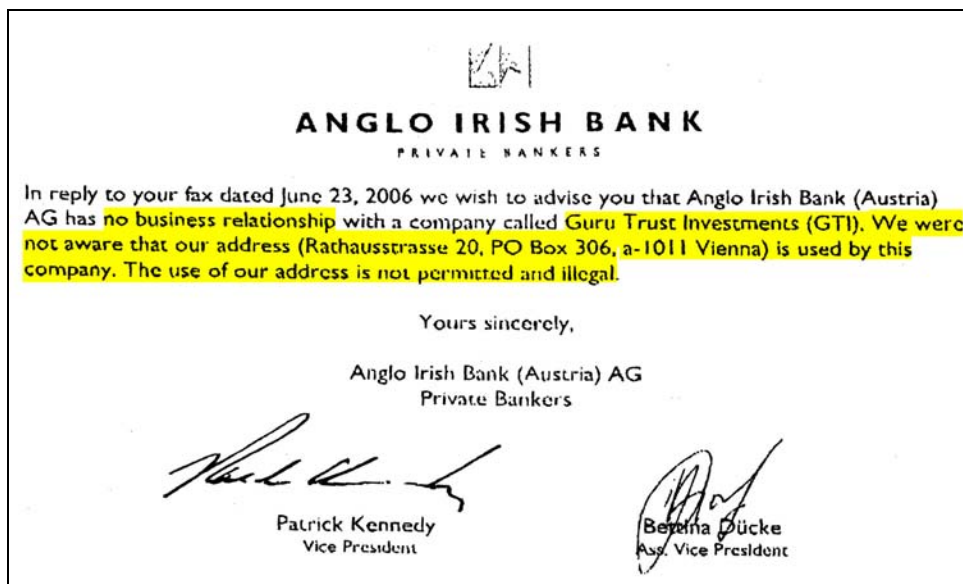 ANGLO IRISH BANK
PRIVATE BANKERS
In reply to your fax dated June 23, 2006 we wish to advise you that Anglo Irish Bank (Austria)
AG has no business relationship with a company called Guru Trust Investments (GTI). We were
not aware that our address (Rathausstrasse 20, PO Box 306, a-1011 Vienna) is used by this
company. The use of our address is not permitted and illegal.
Yours sincerely,
Anglo Irish Bank (Austria) AG
Private Bankers
Patrick Kennedy
Vice President
Bettina Dücke
Ass. Vice President